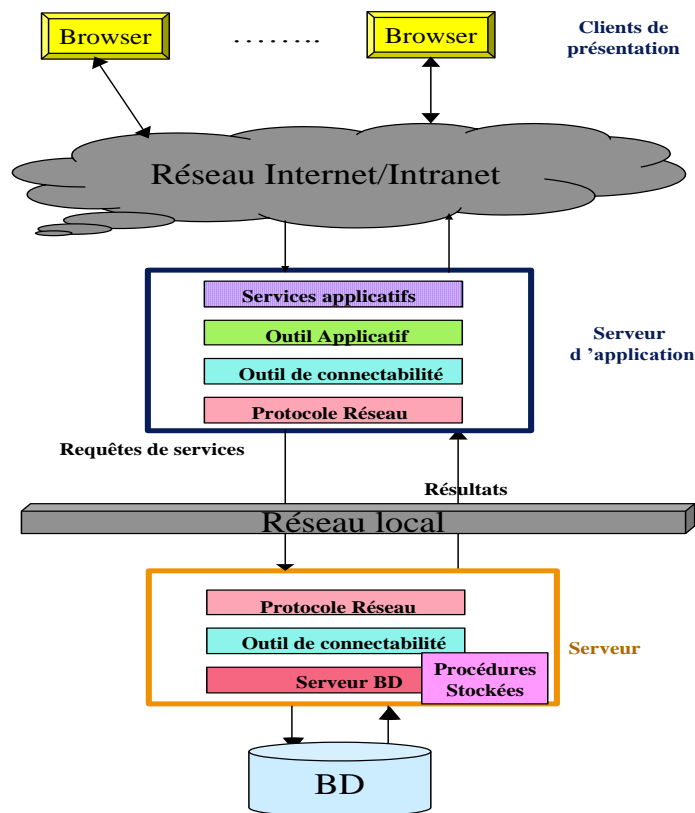 Browser
........
Browser
Clients de
présentation
Réseau Internet/Intranet
Services applicatifs
Outil Applicatif
Outil de connectabilité
Protocole Réseau
Serveur
d ’application
Requêtes de services
Résultats
Réseau local
Protocole Réseau
Outil de connectabilité
Serveur BD
Procédures
Stockées
Serveur
BD